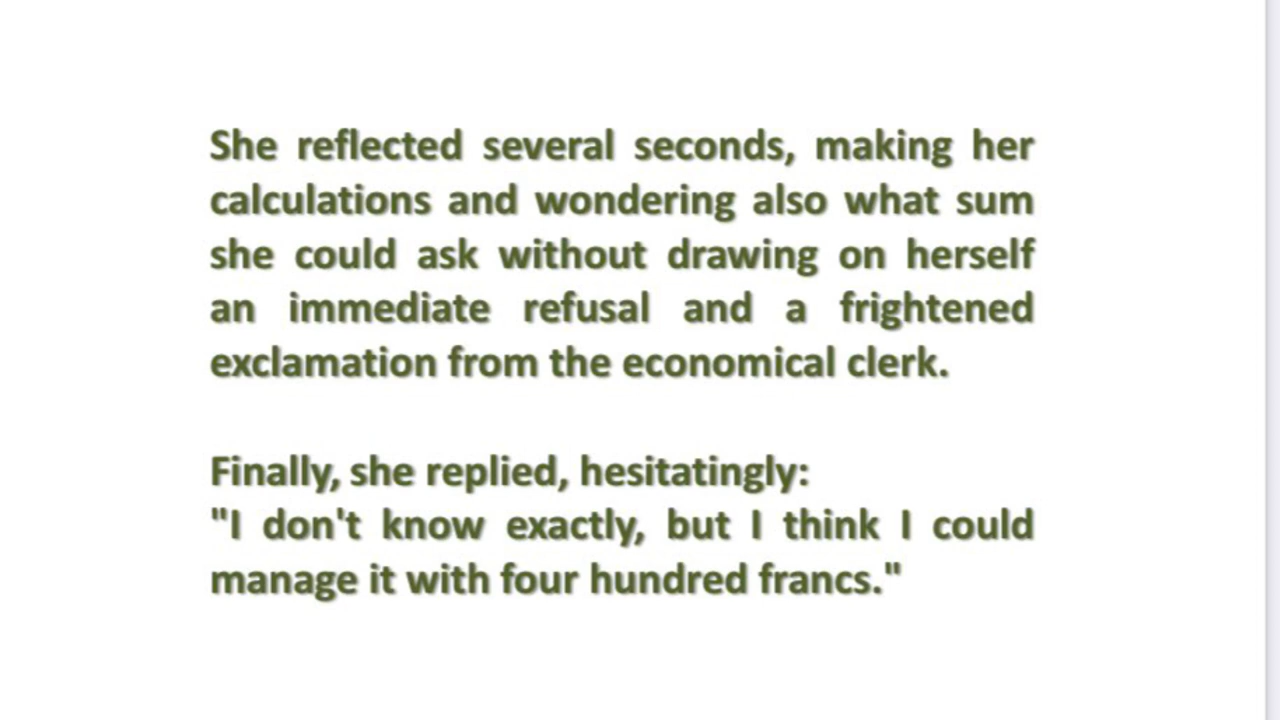 She reflected several seconds, making her
calculations and wondering also what sum
she could ask without drawing on herself
an immediate refusal and a frightened
exclamation from the economical clerk.
Finally, she replied, hesitatingly:
"I don't know exactly, but I think I could
manage it with four hundred francs."